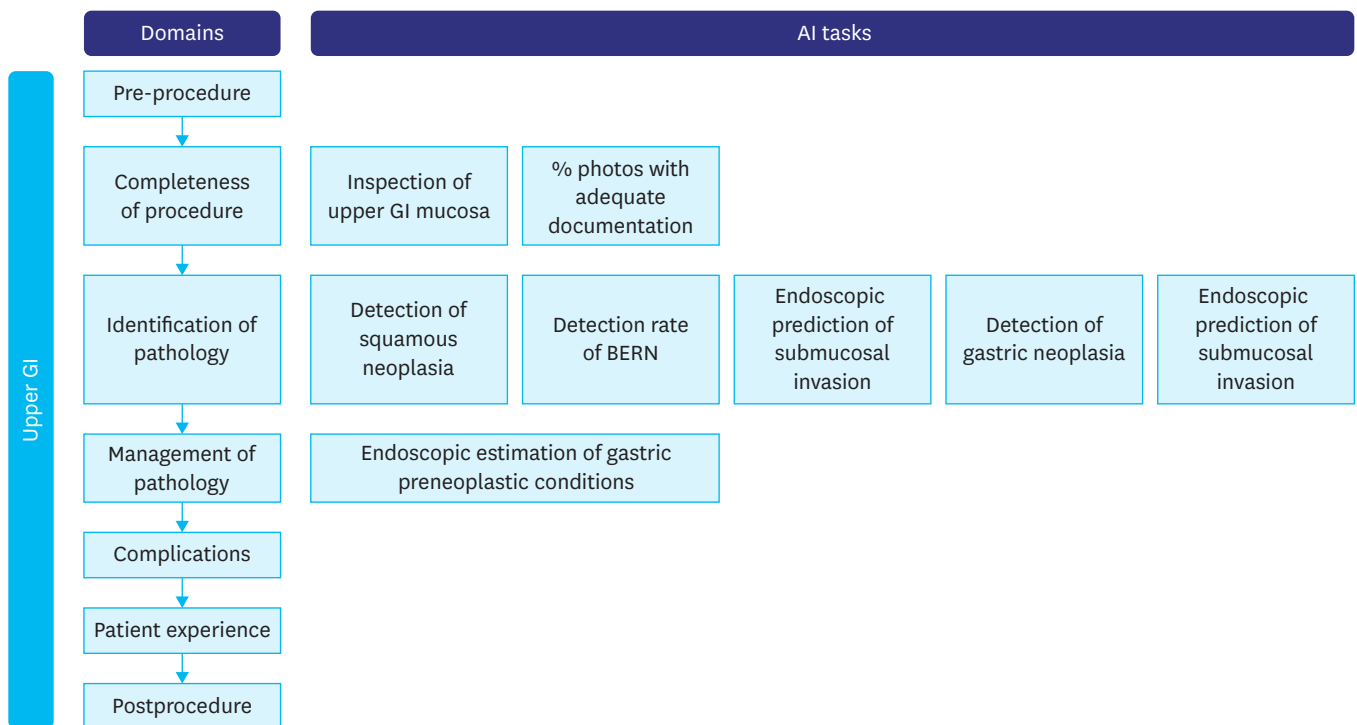 Domains
AI tasks
Upper GI
Pre-procedure
Completeness
of procedure
Inspection of
upper GI mucosa
% photos with
adequate
documentation
Identification of
pathology
Detection of
squamous
neoplasia
Detection rate
of BERN
Endoscopic
prediction of
submucosal
invasion
Detection of
gastric neoplasia
Endoscopic
prediction of
submucosal
invasion
Management of
pathology
Endoscopic estimation of gastric
preneoplastic conditions
Complications
Patient experience
Postprocedure